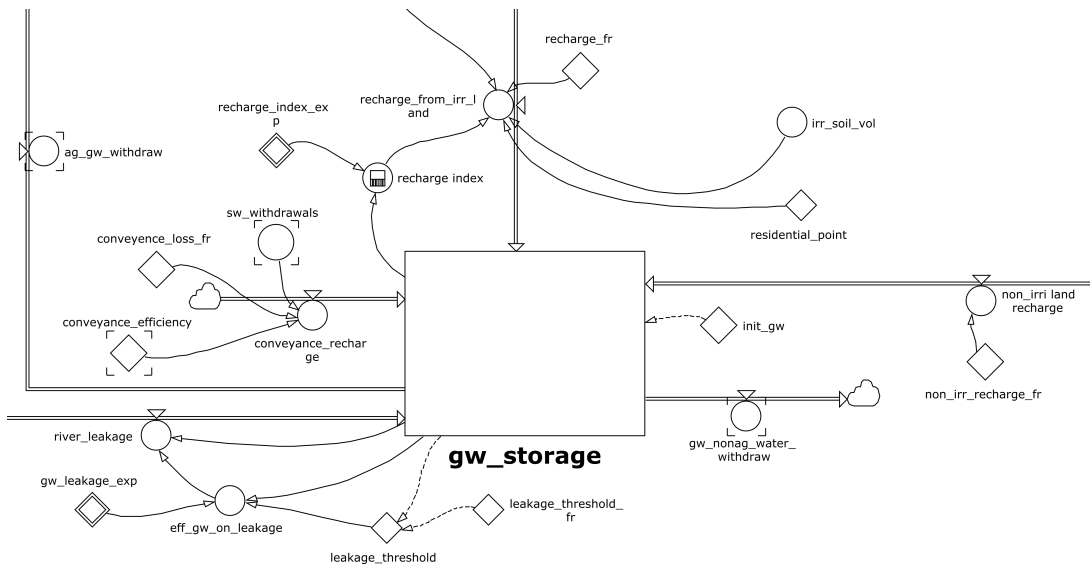 recharge_fr
recharge_from_irr_l
and
recharge_index_ex
p
irr_soil_vol
ag_gw_withdraw
recharge index
sw_withdrawals
residential_point
conveyence_loss_fr
non_irri land
recharge
conveyance_efficiency
init_gw
conveyance_rechar
ge
non_irr_recharge_fr
river_leakage
gw_nonag_water_
withdraw
gw_storage
gw_leakage_exp
leakage_threshold_
fr
eff_gw_on_leakage
leakage_threshold